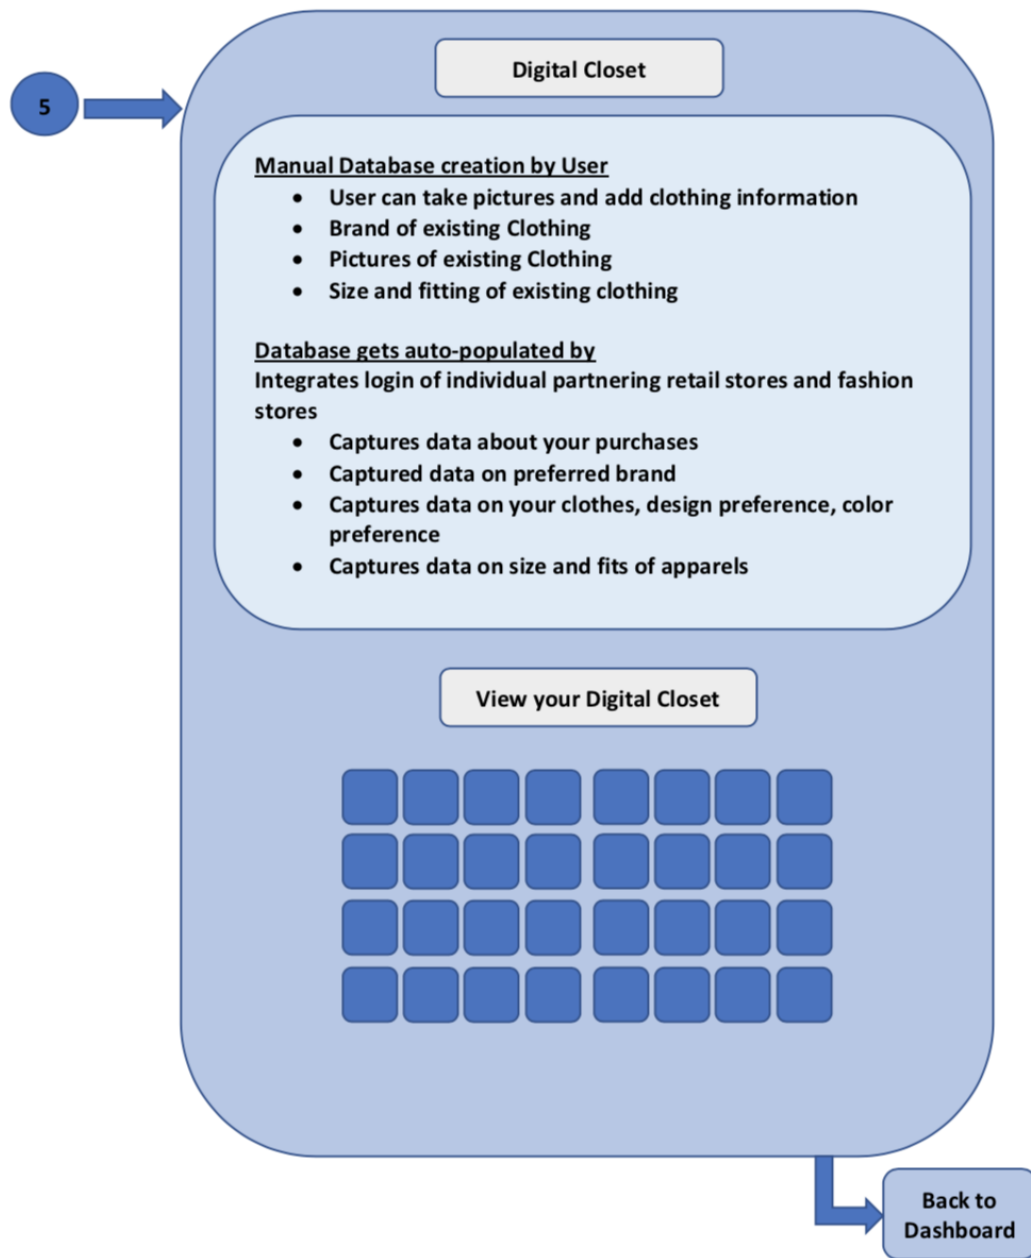 Digital Closet
5
Manual Database creation by User
• User can take pictures and add clothing information
• Brand of existing Clothing
• Pictures of existing Clothing
• Size and fitting of existing clothing
Database gets auto-populated by
Integrates login of individual partnering retail stores and fashion
stores
• Captures data about your purchases
• Captured data on preferred brand
• Captures data on your clothes, design preference, color
preference
• Captures data on size and fits of apparels
View your Digital Closet
Back to
Dashboard